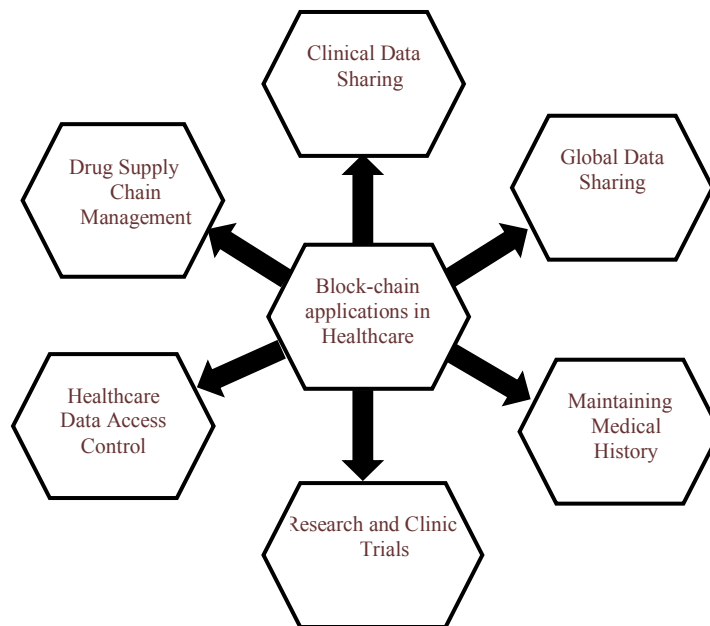 Clinical Data
Sharing
Global Data
Sharing
Drug Supply
Chain
Management
Block-chain
applications in
Healthcare
Healthcare
Data Access
Control
Maintaining
Medical
History
Research and Clinic
Trials